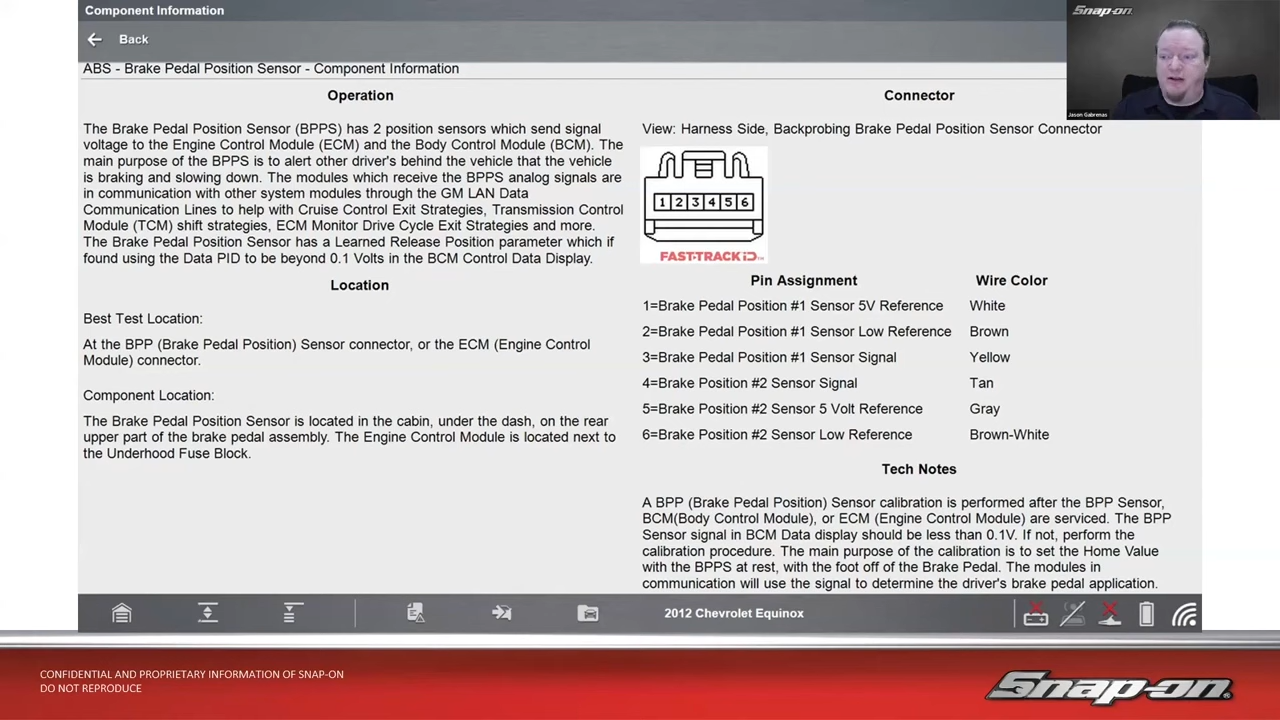 Component Information
Back
ABS - Brake Pedal Position Sensor - Component Information
Operation
The Brake Pedal Position Sensor (BPPS) has 2 position sensors which send signal
voltage to the Engine Control Module (ECM) and the Body Control Module (BCM). The
main purpose of the BPPS is to alert other driver's behind the vehicle that the vehicle
is braking and slowing down. The modules which receive the BPPS analog signals are
in communication with other system modules through the GM LAN Data
Communication Lines to help with Cruise Control Exit Strategies, Transmission Control
Module (TCM) shift strategies, ECM Monitor Drive Cycle Exit Strategies and more.
The Brake Pedal Position Sensor has a Learned Release Position parameter which if
found using the Data PID to be beyond 0.1 Volts in the BCM Control Data Display.
Location
Best Test Location:
At the BPP (Brake Pedal Position) Sensor connector, or the ECM (Engine Control
Module) connector.
Component Location:
The Brake Pedal Position Sensor is located in the cabin, under the dash, on the rear
upper part of the brake pedal assembly. The Engine Control Module is located next to
the Underhood Fuse Block.
Connector
View: Harness Side, Backprobing Brake Pedal Position Sensor Connector
1 2 3 4 5 6
FAST-TRACK iD™
Pin Assignment Wire Color
1=Brake Pedal Position #1 Sensor 5V Reference White
2=Brake Pedal Position #1 Sensor Low Reference Brown
3=Brake Pedal Position #1 Sensor Signal Yellow
4=Brake Position #2 Sensor Signal Tan
5=Brake Position #2 Sensor 5 Volt Reference Gray
6=Brake Position #2 Sensor Low Reference Brown-White
Tech Notes
A BPP (Brake Pedal Position) Sensor calibration is performed after the BPP Sensor,
BCM(Body Control Module), or ECM (Engine Control Module) are serviced. The BPP
Sensor signal in BCM Data display should be less than 0.1V. If not, perform the
calibration procedure. The main purpose of the calibration is to set the Home Value
with the BPPS at rest, with the foot off of the Brake Pedal. The modules in
communication will use the signal to determine the driver's brake pedal application.
2012 Chevrolet Equinox
Snap-on
Jason Gabrenas
CONFIDENTIAL AND PROPRIETARY INFORMATION OF SNAP-ON
DO NOT REPRODUCE
Snap-on®